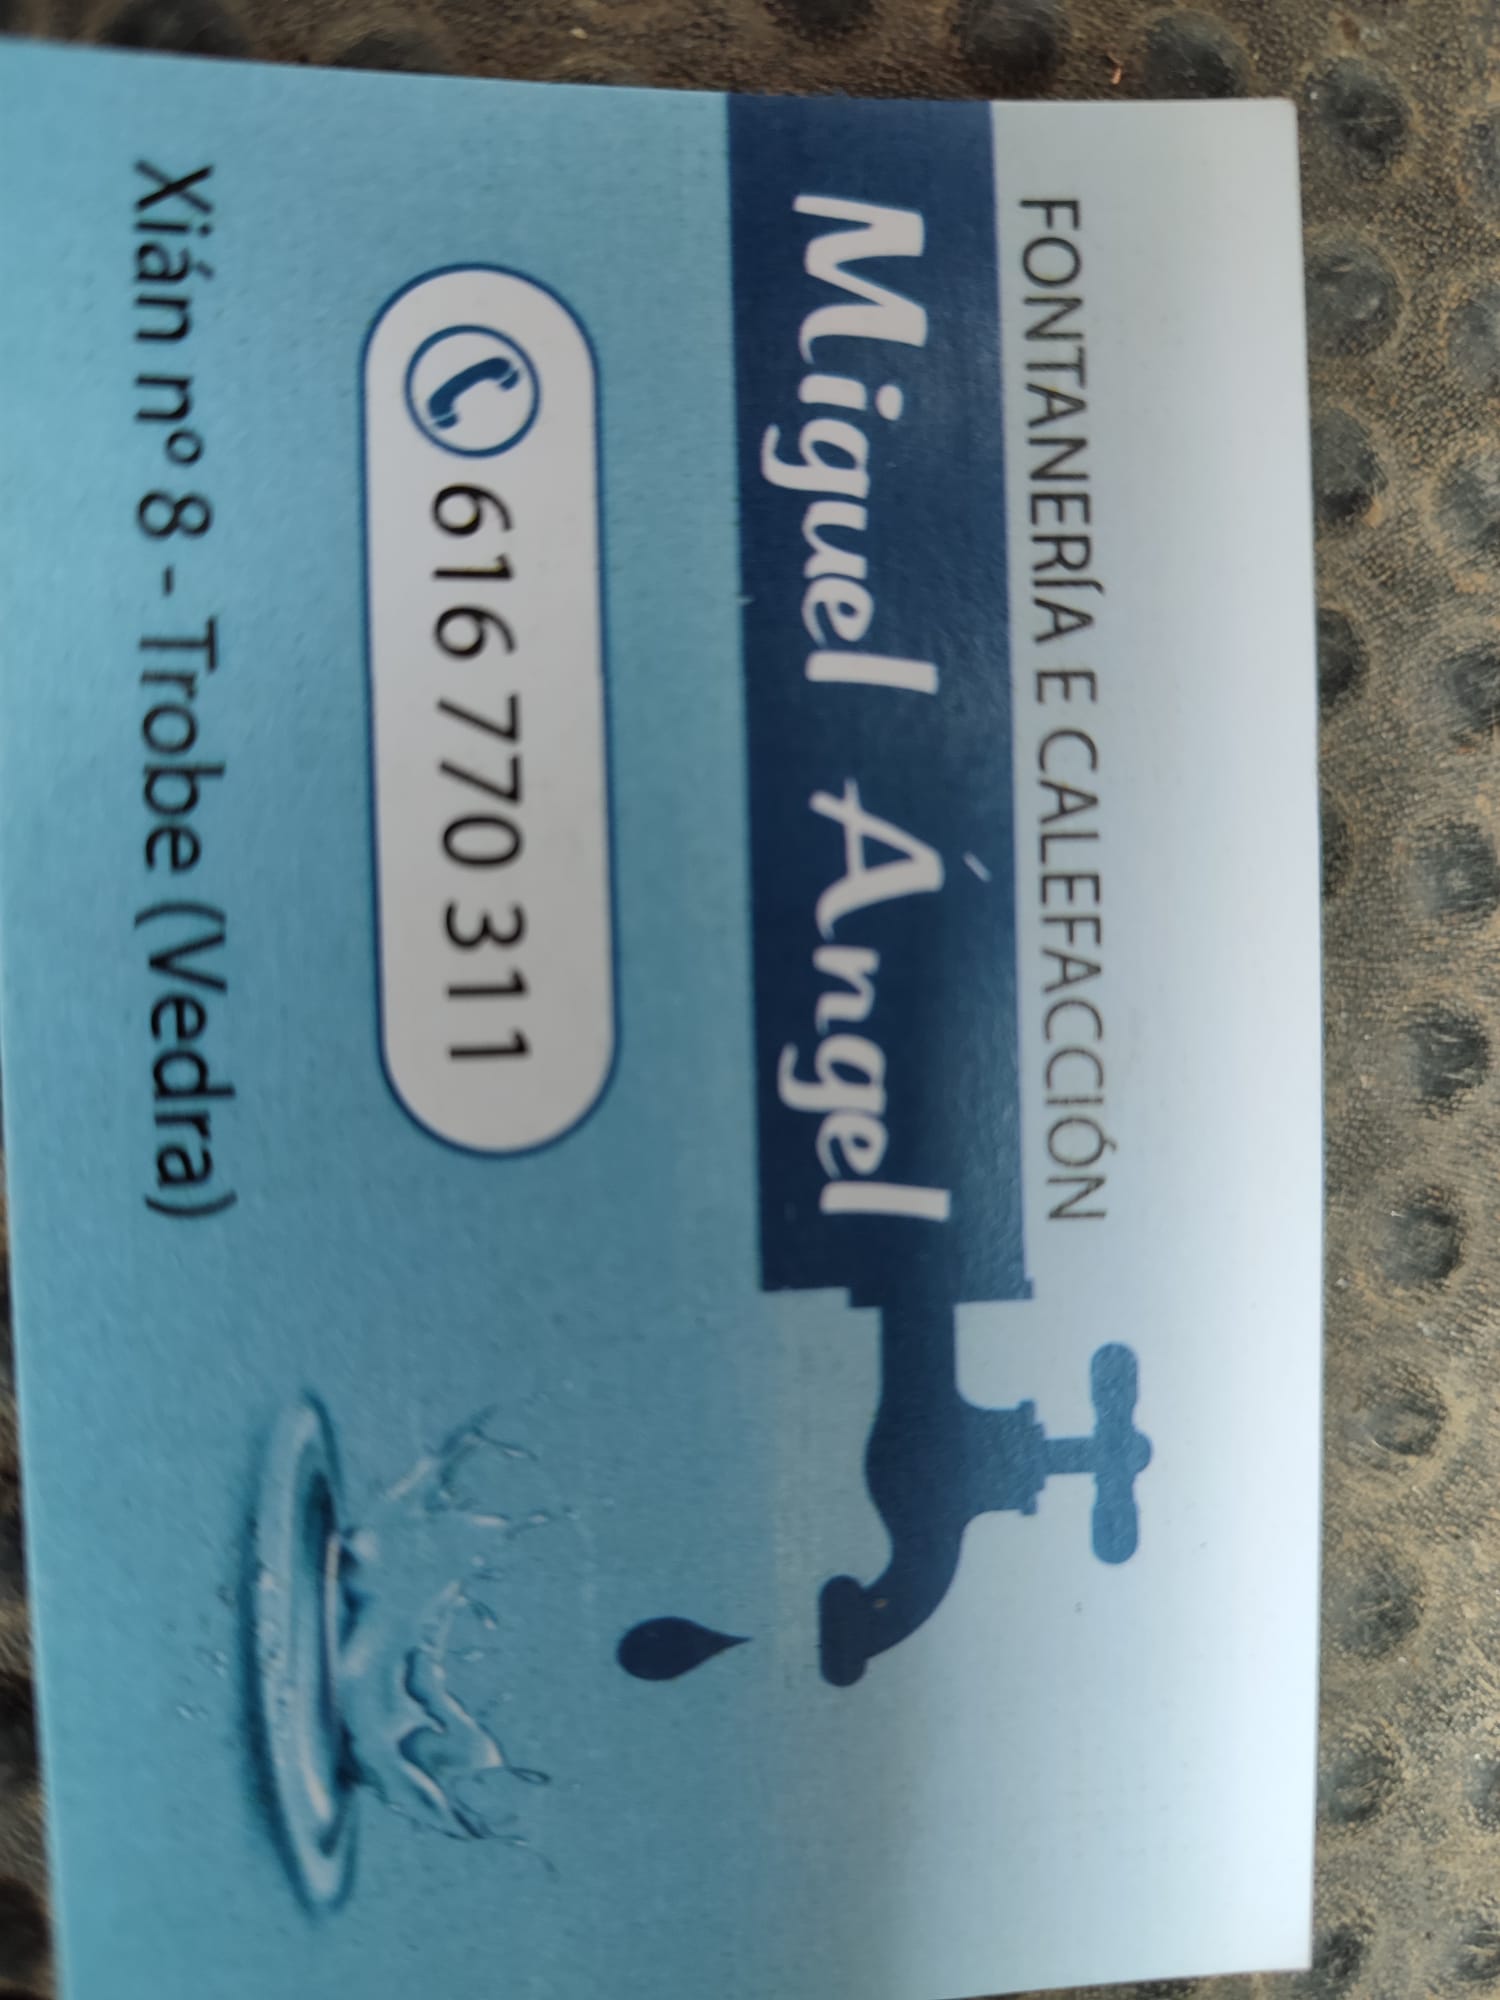 FONTANERÍA E CALEFACCIÓN
Miguel Ángel
616 770 311
Xián nº 8 - Trobe (Vedra)